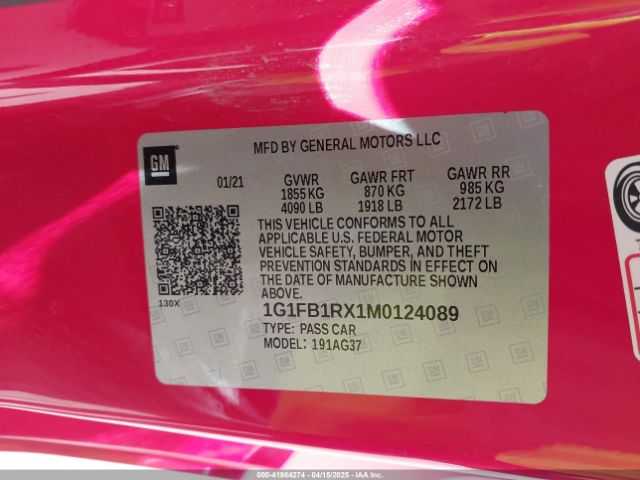 GM
MFD BY GENERAL MOTORS LLC
01/21 GVWR GAWR FRT GAWR RR
1855 KG 870 KG 985 KG
4090 LB 1918 LB 2172 LB
THIS VEHICLE CONFORMS TO ALL
APPLICABLE U.S. FEDERAL MOTOR
VEHICLE SAFETY, BUMPER, AND THEFT
PREVENTION STANDARDS IN EFFECT ON
THE DATE OF MANUFACTURE SHOWN
ABOVE.
130X
1G1FB1RX1M0124089
TYPE: PASS CAR
MODEL: 191AG37
000-41984274 - 04/15/2025 - IAAI.COM